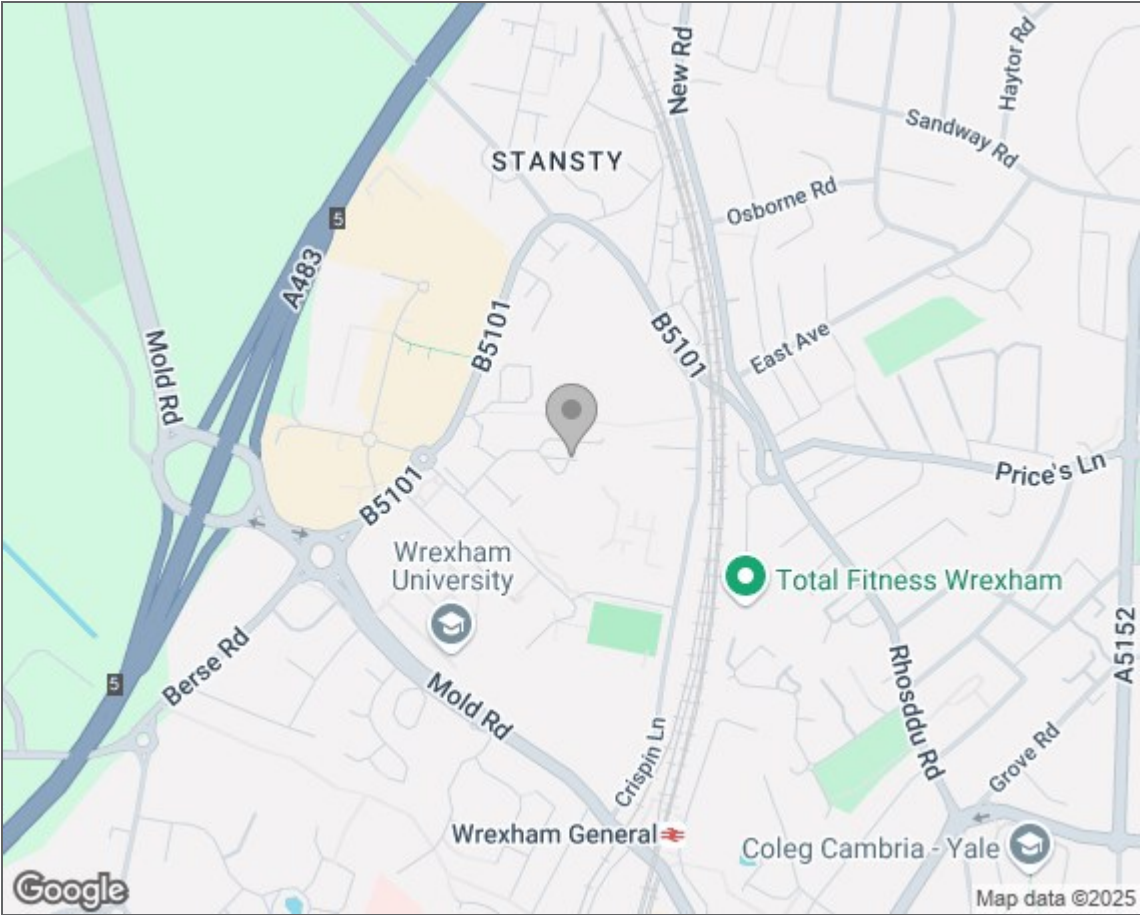 New Rd
Haytor Rd
Sandway Rd
STANSTY
Osborne Rd
5
A483
B5101
B5101
East Ave
Mold Rd
Price's Ln
B5101
Wrexham
University
Total Fitness Wrexham
A5152
Berse Rd
5
Mold Rd
Rhosddu Rd
Grove Rd
Crispin Ln
Wrexham General
Coleg Cambria - Yale
Google
Map data ©2025